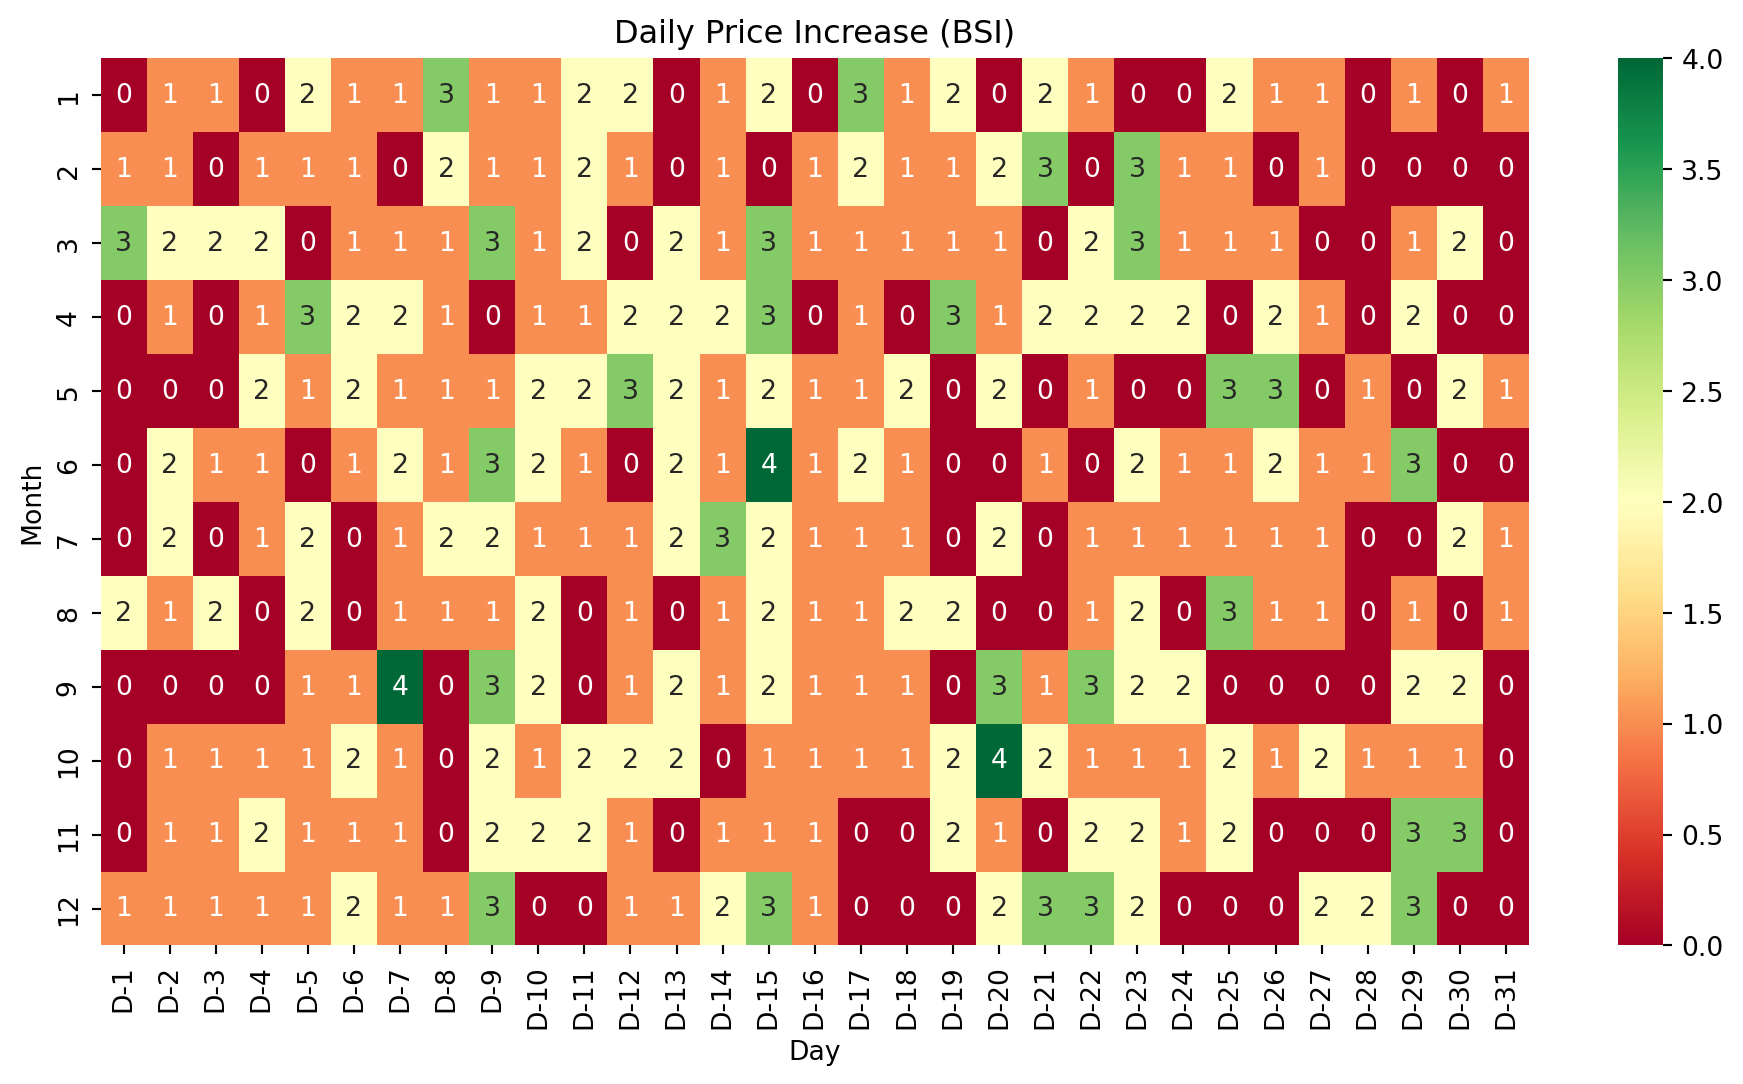 Daily Price Increase (BSI)
Month
1 0 1 1 0 2 1 1 3 1 1 2 2 0 1 2 0 3 1 2 0 2 1 0 0 2 1 1 0 1 0 1
2 1 1 0 1 1 1 0 2 1 1 2 1 0 1 0 1 2 1 1 2 3 0 3 1 1 0 1 0 0 0 0
3 3 2 2 2 0 1 1 1 3 1 2 0 2 1 3 1 1 1 1 1 0 2 3 1 1 1 0 0 1 2 0
4 0 1 0 1 3 2 2 1 0 1 1 2 2 2 3 0 1 0 3 1 2 2 2 2 0 2 1 0 2 0 0
5 0 0 0 2 1 2 1 1 1 2 2 3 2 1 2 1 1 2 0 2 0 1 0 0 3 3 0 1 0 2 1
6 0 2 1 1 0 1 2 1 3 2 1 0 2 1 4 1 2 1 0 0 1 0 2 1 1 2 1 1 3 0 0
7 0 2 0 1 2 0 1 2 2 1 1 1 2 3 2 1 1 1 0 2 0 1 1 1 1 1 1 0 0 2 1
8 2 1 2 0 2 0 1 1 1 2 0 1 0 1 2 1 1 2 2 0 0 1 2 0 3 1 1 0 1 0 1
9 0 0 0 0 1 1 4 0 3 2 0 1 2 1 2 1 1 1 0 3 1 3 2 2 0 0 0 0 2 2 0
10 0 1 1 1 1 2 1 0 2 1 2 2 2 0 1 1 1 1 2 4 2 1 1 1 2 1 2 1 1 1 0
11 0 1 1 2 1 1 1 0 2 2 2 1 0 1 1 1 0 0 2 1 0 2 2 1 2 0 0 0 3 3 0
12 1 1 1 1 1 2 1 1 3 0 0 1 1 2 3 1 0 0 0 2 3 3 2 0 0 0 2 2 3 0 0
D-1 D-2 D-3 D-4 D-5 D-6 D-7 D-8 D-9 D-10 D-11 D-12 D-13 D-14 D-15 D-16 D-17 D-18 D-19 D-20 D-21 D-22 D-23 D-24 D-25 D-26 D-27 D-28 D-29 D-30 D-31
Day
4.0
3.5
3.0
2.5
2.0
1.5
1.0
0.5
0.0